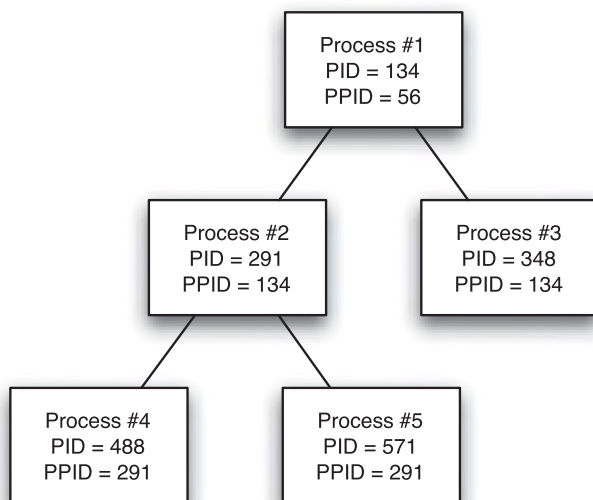 Process #1
PID = 134
PPID = 56
Process #2
PID = 291
PPID = 134
Process #3
PID = 348
PPID = 134
Process #4
PID = 488
PPID = 291
Process #5
PID = 571
PPID = 291